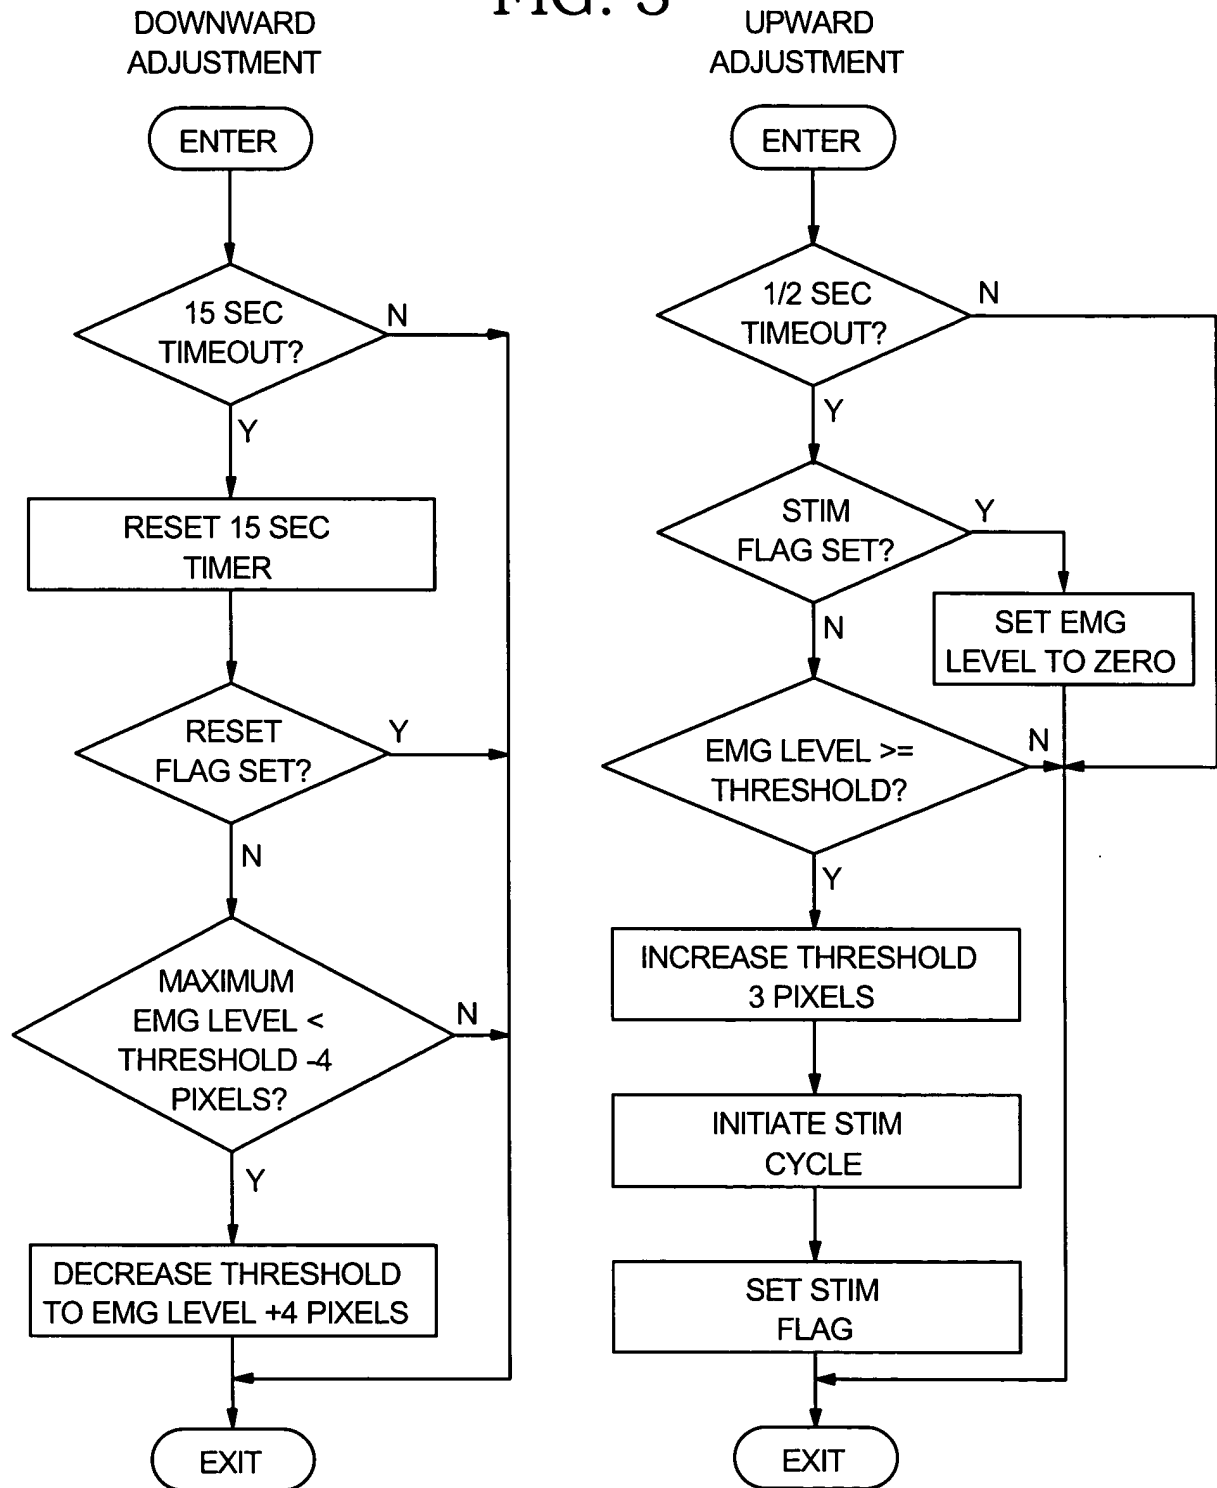 FIG. 3
DOWNWARD
ADJUSTMENT
ENTER
15 SEC
TIMEOUT?
N
Y
RESET 15 SEC
TIMER
RESET
FLAG SET?
Y
N
MAXIMUM
EMG LEVEL <
THRESHOLD -4
PIXELS?
N
Y
DECREASE THRESHOLD
TO EMG LEVEL +4 PIXELS
EXIT
UPWARD
ADJUSTMENT
ENTER
1/2 SEC
TIMEOUT?
N
Y
STIM
FLAG SET?
Y
N
SET EMG
LEVEL TO ZERO
EMG LEVEL >=
THRESHOLD?
N
Y
INCREASE THRESHOLD
3 PIXELS
INITIATE STIM
CYCLE
SET STIM
FLAG
EXIT